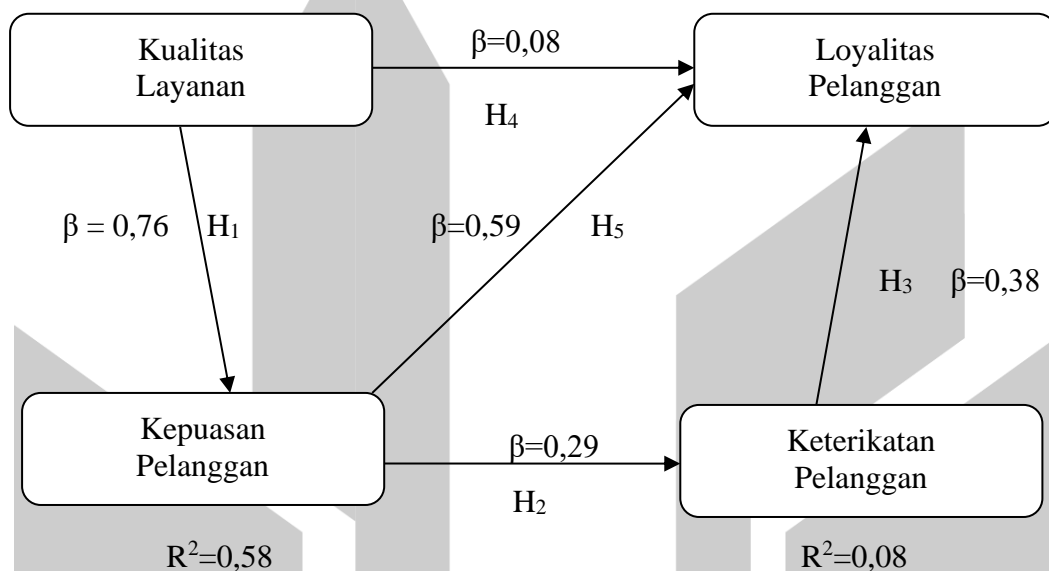 Kualitas
Layanan
β=0,08
H₄
Loyalitas
Pelanggan
β = 0,76
H₁
β=0,59
H₅
H₃
β=0,38
Kepuasan
Pelanggan
β=0,29
H₂
Keterikatan
Pelanggan
R²=0,58
R²=0,08